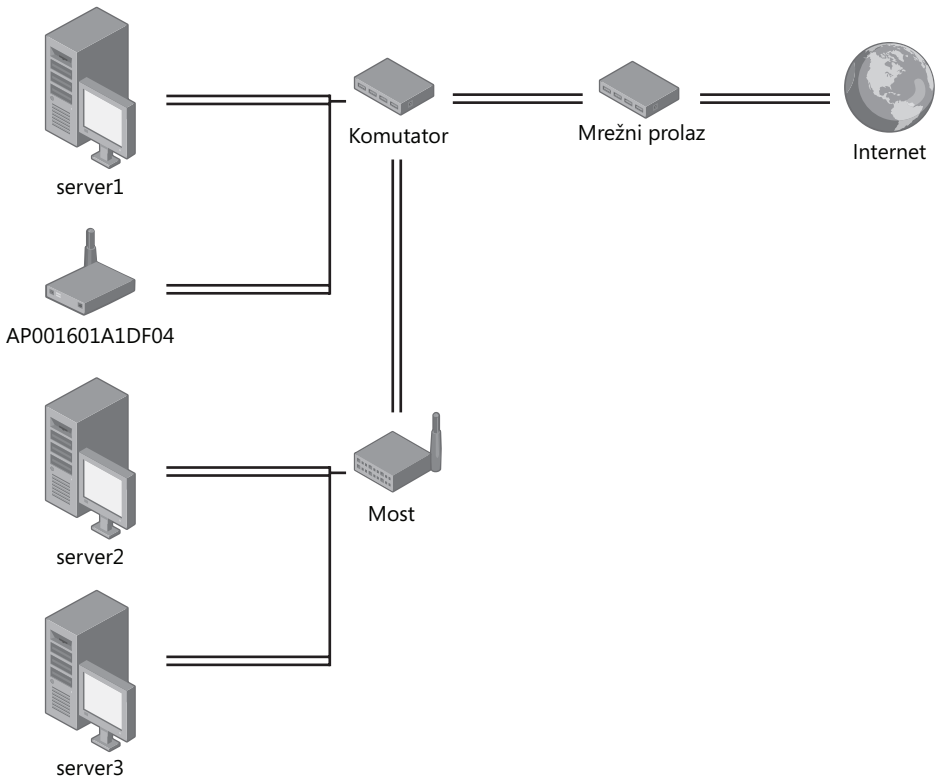 server1
Komutator
Mrežni prolaz
Internet
AP001601A1DF04
server2
Most
server3